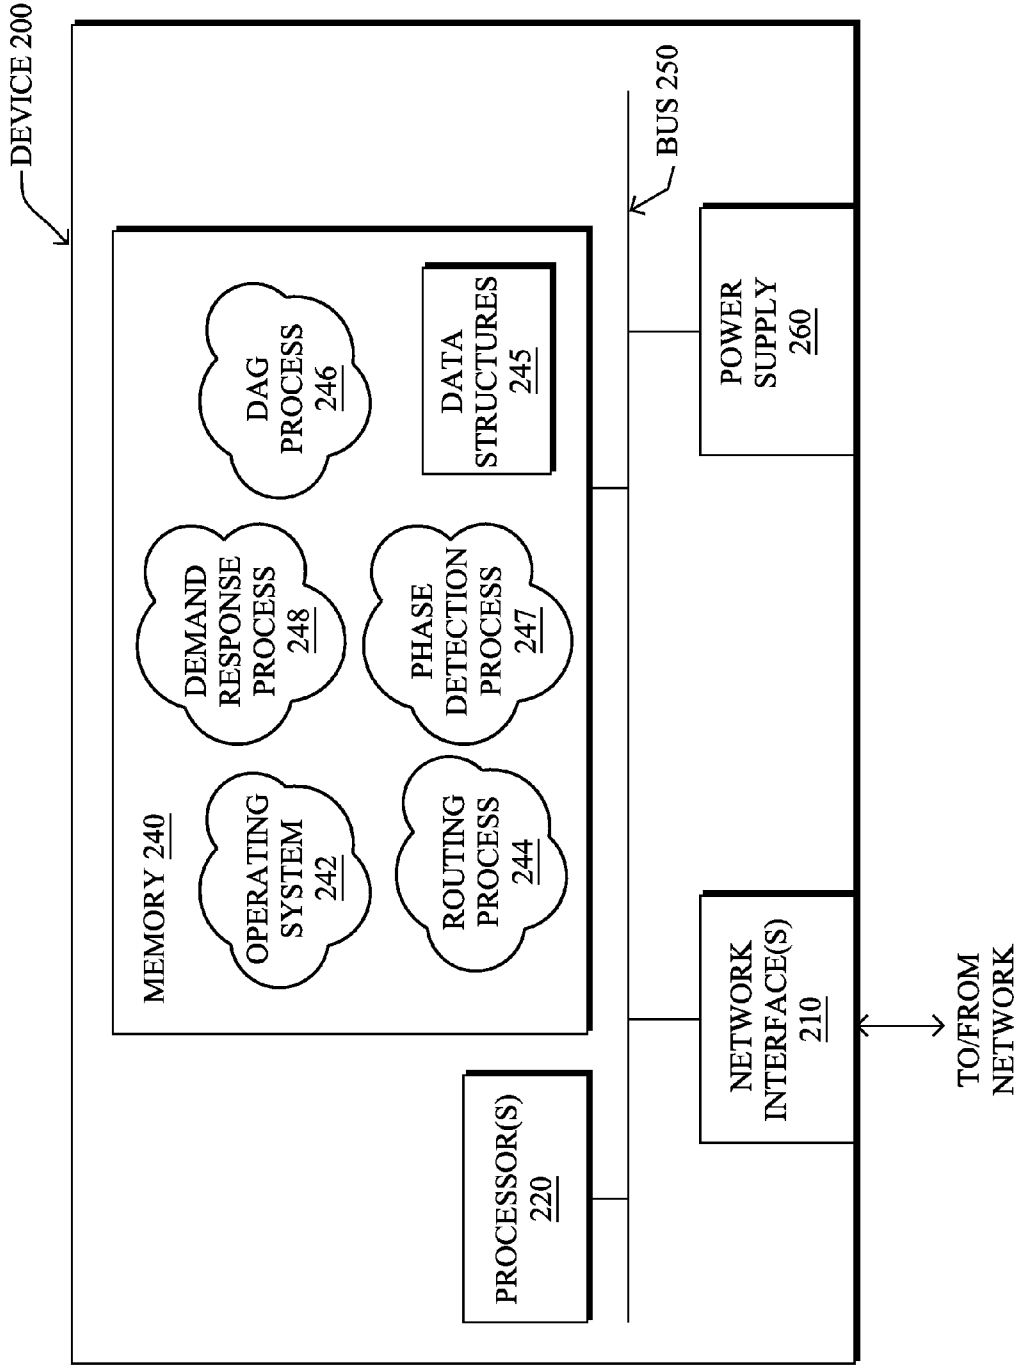 DEVICE 200
MEMORY 240
OPERATING
SYSTEM
242
DEMAND
RESPONSE
PROCESS
248
DAG
PROCESS
246
ROUTING
PROCESS
244
PHASE
DETECTION
PROCESS
247
DATA
STRUCTURES
245
PROCESSOR(S)
220
BUS 250
NETWORK
INTERFACE(S)
210
POWER
SUPPLY
260
TO/FROM
NETWORK